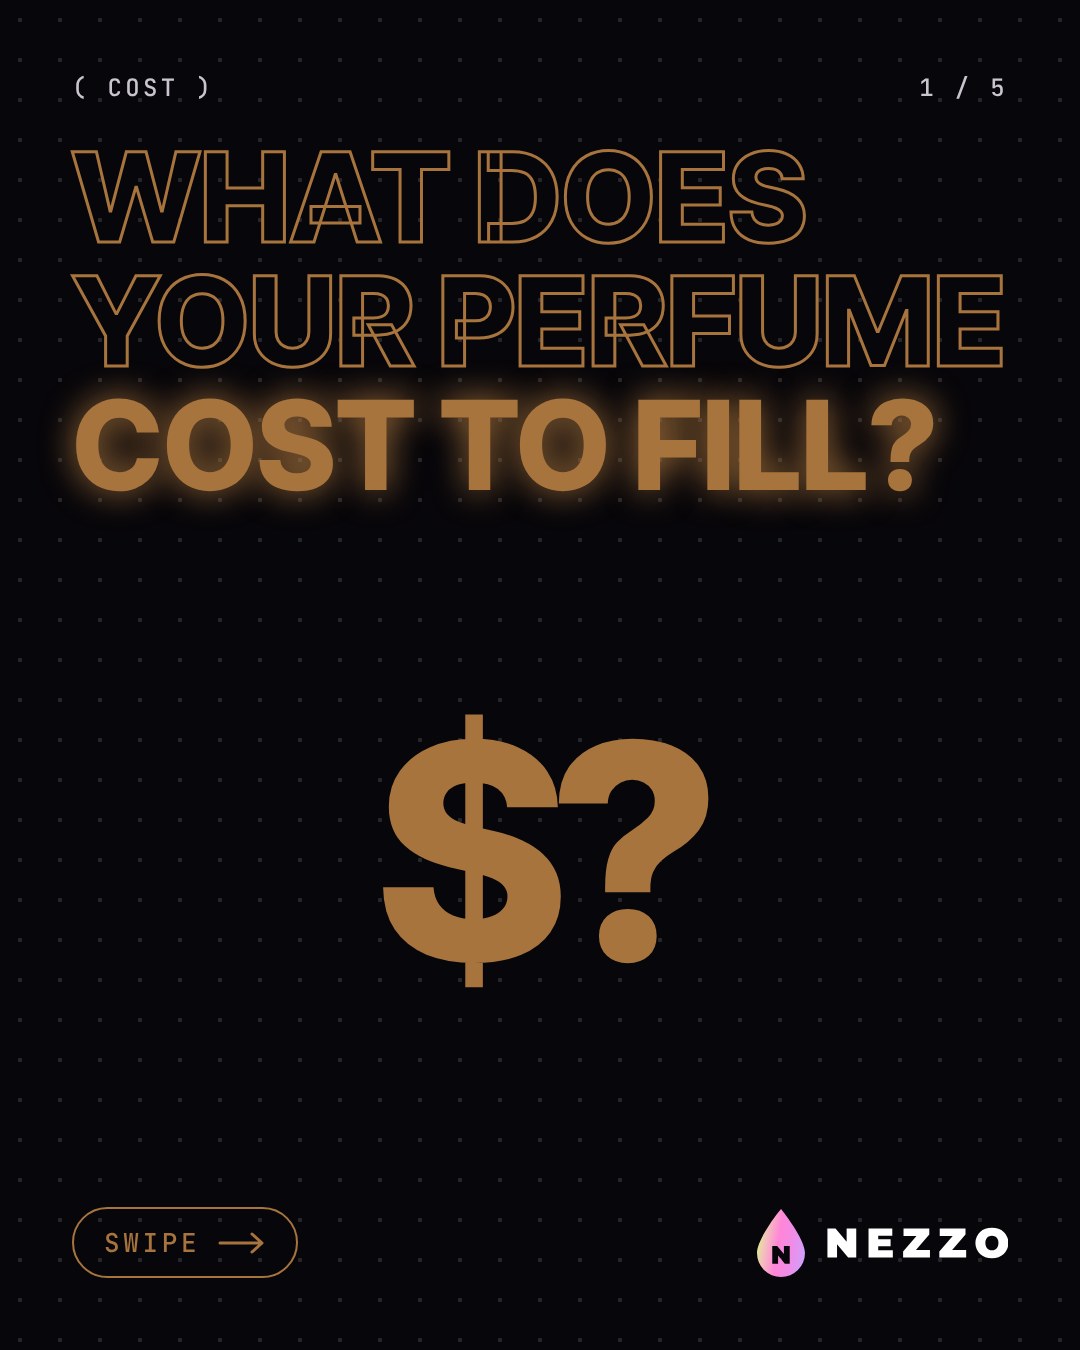 ( COST )
1 / 5
WHAT DOES
YOUR PERFUME
COST TO FILL?
$?
SWIPE →
N NEZZO